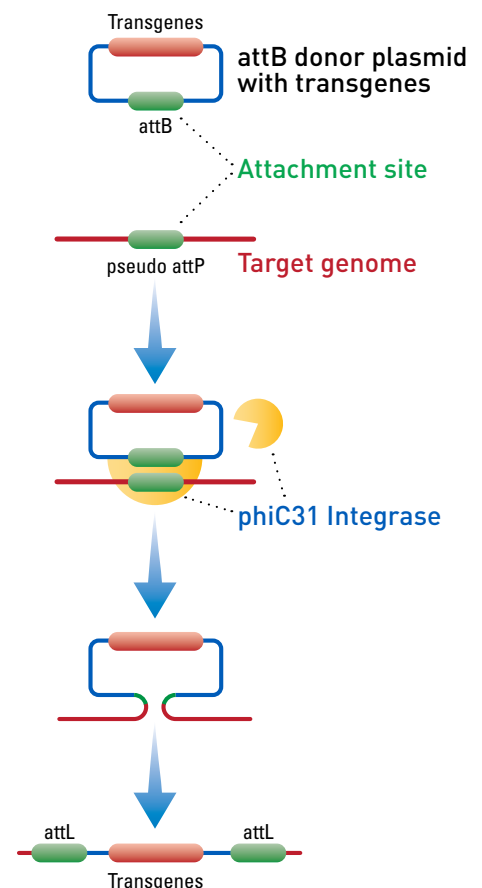 Transgenes
attB donor plasmid
with transgenes
attB
Attachment site
pseudo attP
Target genome
phiC31 Integrase
attL
attL
Transgenes